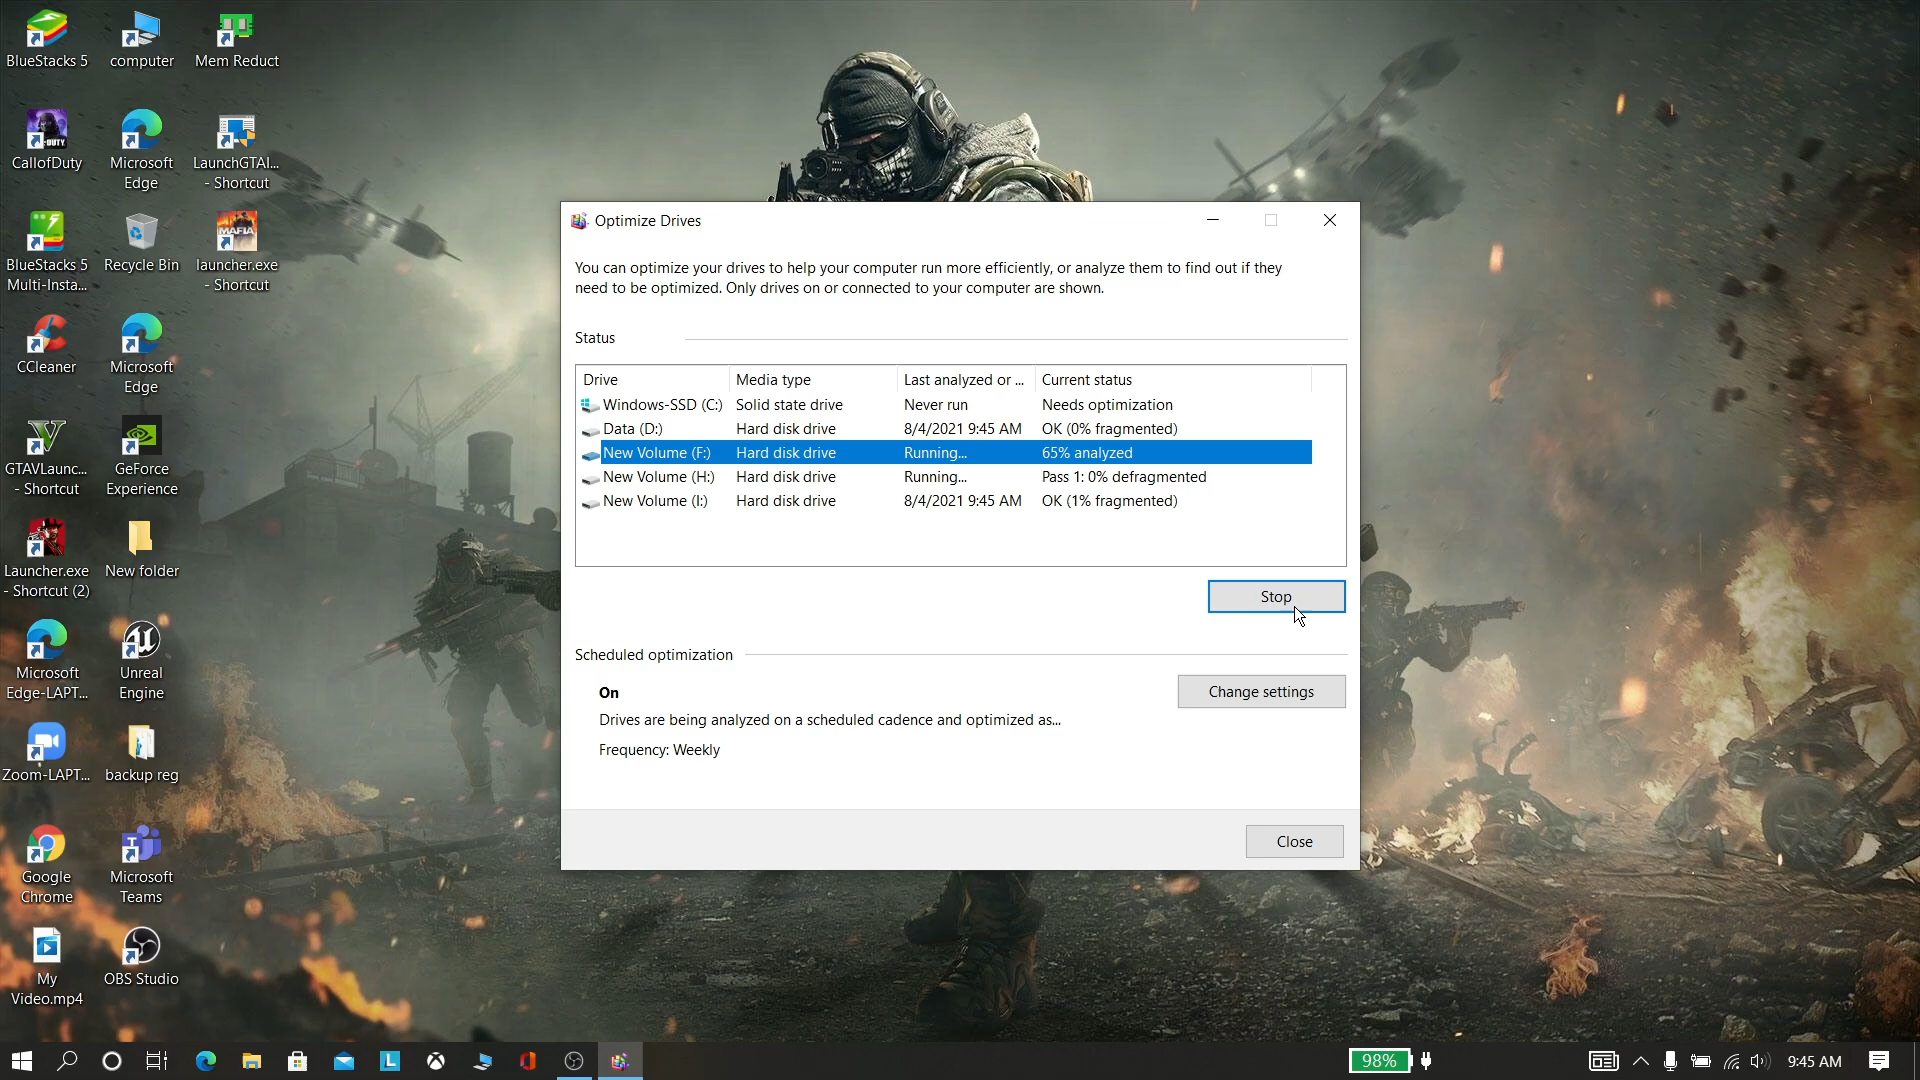 BlueStacks 5
computer
Mem Reduct
CallofDuty
Microsoft
Edge
LaunchGTAI...
- Shortcut
BlueStacks 5
Multi-Insta...
Recycle Bin
launcher.exe
- Shortcut
CCleaner
Microsoft
Edge
GTAVLaunc...
- Shortcut
GeForce
Experience
Launcher.exe
- Shortcut (2)
New folder
Microsoft
Edge-LAPT...
Unreal
Engine
Zoom-LAPT...
backup reg
Google
Chrome
Microsoft
Teams
My
Video.mp4
OBS Studio
MAFIA
Optimize Drives
You can optimize your drives to help your computer run more efficiently, or analyze them to find out if they
need to be optimized. Only drives on or connected to your computer are shown.
Status
Drive Media type Last analyzed or ... Current status
Windows-SSD (C:) Solid state drive Never run Needs optimization
Data (D:) Hard disk drive 8/4/2021 9:45 AM OK (0% fragmented)
New Volume (F:) Hard disk drive Running... 65% analyzed
New Volume (H:) Hard disk drive Running... Pass 1: 0% defragmented
New Volume (I:) Hard disk drive 8/4/2021 9:45 AM OK (1% fragmented)
Stop
Scheduled optimization
On
Change settings
Drives are being analyzed on a scheduled cadence and optimized as...
Frequency: Weekly
Close
98%
9:45 AM